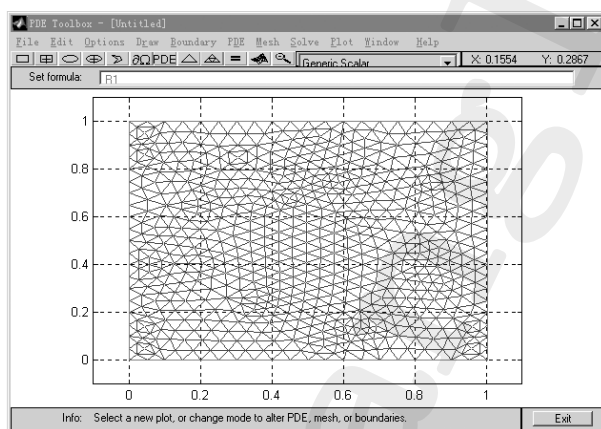 PDE Toolbox - [Untitled]
File Edit Options Draw Boundary PDE Mesh Solve Plot Window Help
∂Ω PDE = Generic Scalar X: 0.1554 Y: 0.2867
Set formula: R1
1
0.8
0.6
0.4
0.2
0
0 0.2 0.4 0.6 0.8 1
Info: Select a new plot, or change mode to alter PDE, mesh, or boundaries. Exit